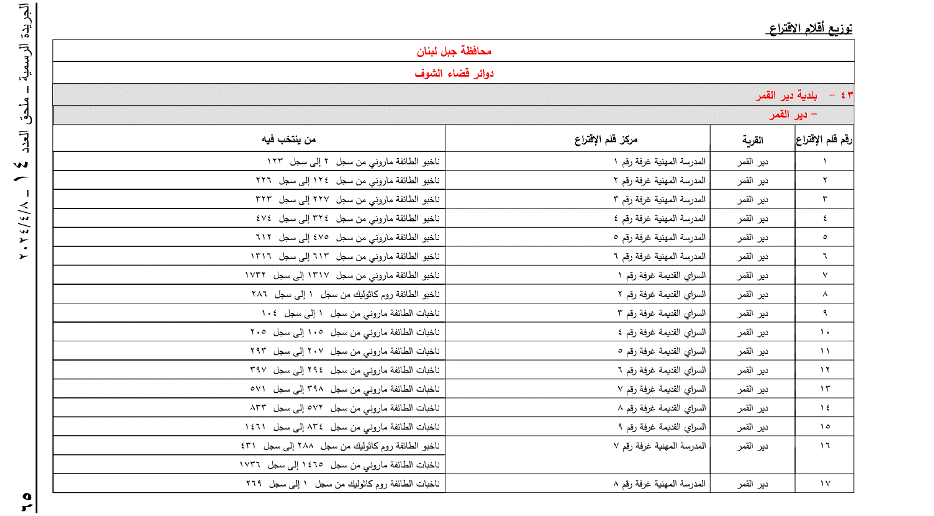 الجريدة الرسمية – ملحق العدد ١٤ – ٢٠٢٤/٤/٨
توزيع أقلام الاقتراع
محافظة جبل لبنان
دوائر قضاء الشوف
٤٣ - بلدية دير القمر
- دير القمر
رقم قلم الإقتراع القرية مركز قلم الإقتراع من ينتخب فيه
١ دير القمر المدرسة المهنية غرفة رقم ١ ناخبو الطائفة ماروني من سجل ٢ إلى سجل ١٢٣
٢ دير القمر المدرسة المهنية غرفة رقم ٢ ناخبو الطائفة ماروني من سجل ١٢٤ إلى سجل ٢٢٦
٣ دير القمر المدرسة المهنية غرفة رقم ٣ ناخبو الطائفة ماروني من سجل ٢٢٧ إلى سجل ٣٢٣
٤ دير القمر المدرسة المهنية غرفة رقم ٤ ناخبو الطائفة ماروني من سجل ٣٢٤ إلى سجل ٤٧٤
٥ دير القمر المدرسة المهنية غرفة رقم ٥ ناخبو الطائفة ماروني من سجل ٤٧٥ إلى سجل ٦١٢
٦ دير القمر المدرسة المهنية غرفة رقم ٦ ناخبو الطائفة ماروني من سجل ٦١٣ إلى سجل ١٣١٦
٧ دير القمر السراي القديمة غرفة رقم ١ ناخبو الطائفة ماروني من سجل ١٣١٧ إلى سجل ١٧٣٢
٨ دير القمر السراي القديمة غرفة رقم ٢ ناخبو الطائفة روم كاثوليك من سجل ١ إلى سجل ٢٨٦
٩ دير القمر السراي القديمة غرفة رقم ٣ ناخبات الطائفة ماروني من سجل ١ إلى سجل ١٠٤
١٠ دير القمر السراي القديمة غرفة رقم ٤ ناخبات الطائفة ماروني من سجل ١٠٥ إلى سجل ٢٠٥
١١ دير القمر السراي القديمة غرفة رقم ٥ ناخبات الطائفة ماروني من سجل ٢٠٧ إلى سجل ٢٩٣
١٢ دير القمر السراي القديمة غرفة رقم ٦ ناخبات الطائفة ماروني من سجل ٢٩٤ إلى سجل ٣٩٧
١٣ دير القمر السراي القديمة غرفة رقم ٧ ناخبات الطائفة ماروني من سجل ٣٩٨ إلى سجل ٥٧١
١٤ دير القمر السراي القديمة غرفة رقم ٨ ناخبات الطائفة ماروني من سجل ٥٧٢ إلى سجل ٨٣٣
١٥ دير القمر السراي القديمة غرفة رقم ٩ ناخبات الطائفة ماروني من سجل ٨٣٤ إلى سجل ١٤٦١
١٦ دير القمر المدرسة المهنية غرفة رقم ٧ ناخبو الطائفة روم كاثوليك من سجل ٢٨٨ إلى سجل ٤٣١
ناخبات الطائفة ماروني من سجل ١٤٦٥ إلى سجل ١٧٣٦
١٧ دير القمر المدرسة المهنية غرفة رقم ٨ ناخبات الطائفة روم كاثوليك من سجل ١ إلى سجل ٢٦٩
٦٥